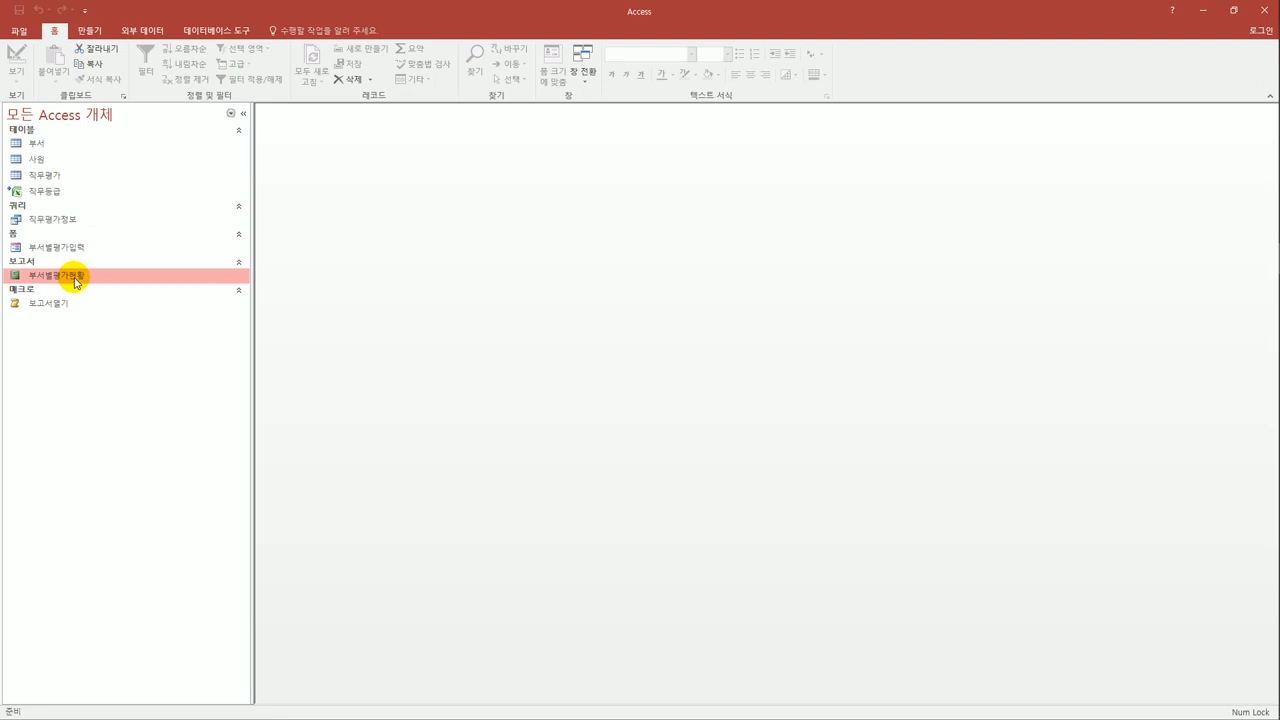 Access
파일 홈 만들기 외부 데이터 데이터베이스 도구 수행할 작업을 알려 주세요. 로그인
보기
보기
붙여넣기
잘라내기
복사
서식 복사
클립보드
필터
오름차순
내림차순
정렬 제거
선택 영역
고급
필터 적용/해제
정렬 및 필터
모두 새로
고침
새로 만들기
저장
삭제
요약
맞춤법 검사
기타
레코드
찾기
바꾸기
이동
선택
찾기
폼 크기
에 맞춤
창 전환
창
가 가 가 가
텍스트 서식
모든 Access 개체
테이블
부서
사원
직무평가
직무등급
쿼리
직무평가정보
폼
부서별평가입력
보고서
부서별평가현황
매크로
보고서열기
준비
Num Lock